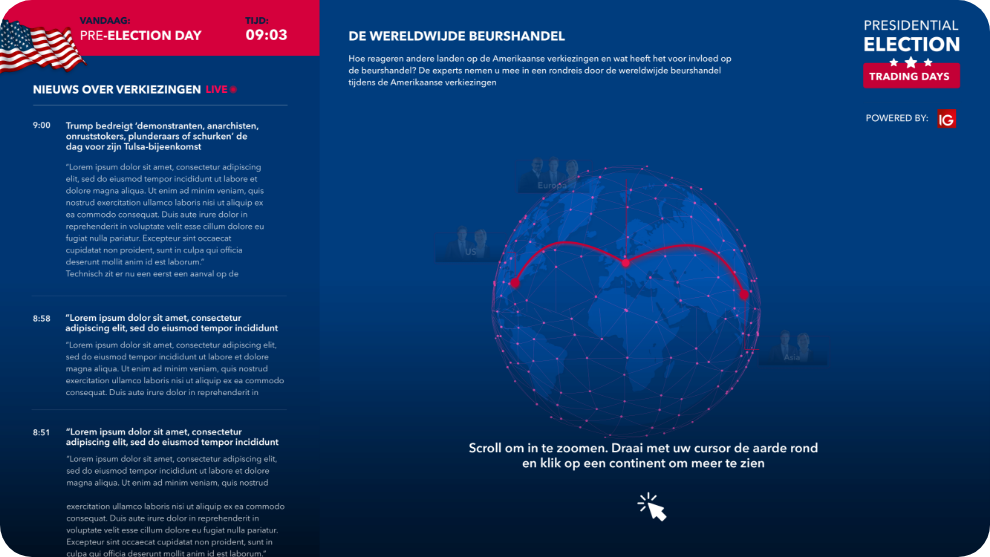 VANDAAG:
PRE-ELECTION DAY
TIJD:
09:03
NIEUWS OVER VERKIEZINGEN LIVE
9:00
Trump bedreigt ‘demonstranten, anarchisten,
onruststokers, plunderaars of schurken’ de
dag voor zijn Tulsa-bijeenkomst
“Lorem ipsum dolor sit amet, consectetur adipiscing
elit, sed do eiusmod tempor incididunt ut labore et
dolore magna aliqua. Ut enim ad minim veniam, quis
nostrud exercitation ullamco laboris nisi ut aliquip ex
ea commodo consequat. Duis aute irure dolor in
reprehenderit in voluptate velit esse cillum dolore eu
fugiat nulla pariatur. Excepteur sint occaecat
cupidatat non proident, sunt in culpa qui officia
deserunt mollit anim id est laborum.”
Technisch zit er nu een eerst een aanval op de
8:58
“Lorem ipsum dolor sit amet, consectetur
adipiscing elit, sed do eiusmod tempor incididunt
“Lorem ipsum dolor sit amet, consectetur adipiscing elit,
sed do eiusmod tempor incididunt ut labore et dolore
magna aliqua. Ut enim ad minim veniam, quis nostrud
exercitation ullamco laboris nisi ut aliquip ex ea commodo
consequat. Duis aute irure dolor in reprehenderit in
8:51
“Lorem ipsum dolor sit amet, consectetur
adipiscing elit, sed do eiusmod tempor incididunt
“Lorem ipsum dolor sit amet, consectetur adipiscing elit,
sed do eiusmod tempor incididunt ut labore et dolore
magna aliqua. Ut enim ad minim veniam, quis nostrud
exercitation ullamco laboris nisi ut aliquip ex ea commodo
consequat. Duis aute irure dolor in reprehenderit in
voluptate velit esse cillum dolore eu fugiat nulla pariatur.
Excepteur sint occaecat cupidatat non proident, sunt in
culpa qui officia deserunt mollit anim id est laborum.”
DE WERELDWIJDE BEURSHANDEL
Hoe reageren andere landen op de Amerikaanse verkiezingen en wat heeft het voor invloed op
de beurshandel? De experts nemen u mee in een rondreis door de wereldwijde beurshandel
tijdens de Amerikaanse verkiezingen
PRESIDENTIAL
ELECTION
TRADING DAYS
POWERED BY: IG
Europa
US
Asia
Scroll om in te zoomen. Draai met uw cursor de aarde rond
en klik op een continent om meer te zien